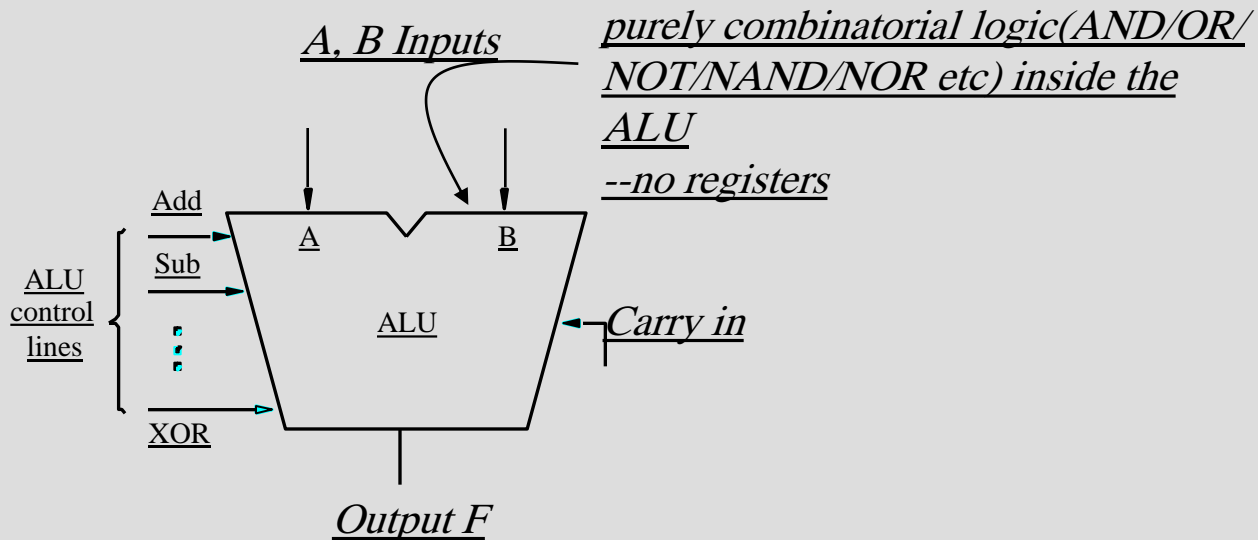 A, B Inputs
purely combinatorial logic(AND/OR/
NOT/NAND/NOR etc) inside the
ALU
--no registers
Add
A
B
Sub
ALU
control
lines
ALU
Carry in
XOR
Output F